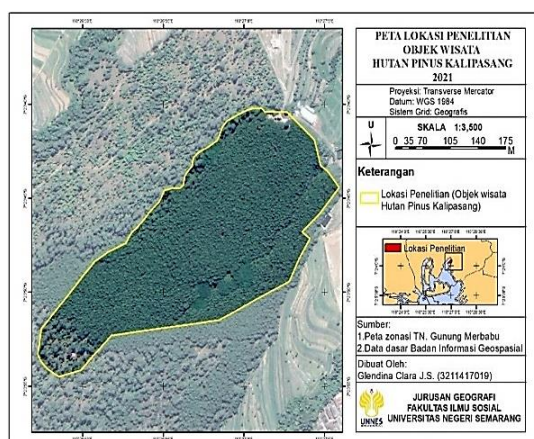 PETA LOKASI PENELITIAN
OBJEK WISATA
HUTAN PINUS KALIPASANG
2021
Proyeksi: Transverse Mercator
Datum: WGS 1984
Sistem Grid: Geografis
U
SKALA 1:3,500
0 35 70 105 140 175
M
Keterangan
Lokasi Penelitian (Objek wisata
Hutan Pinus Kalipasang)
Lokasi Penelitian
Sumber:
1.Peta zonasi TN. Gunung Merbabu
2.Data dasar Badan Informasi Geospasial
Dibuat Oleh:
Glendina Clara J.S. (3211417019)
UNNES
JURUSAN GEOGRAFI
FAKULTAS ILMU SOSIAL
UNIVERSITAS NEGERI SEMARANG